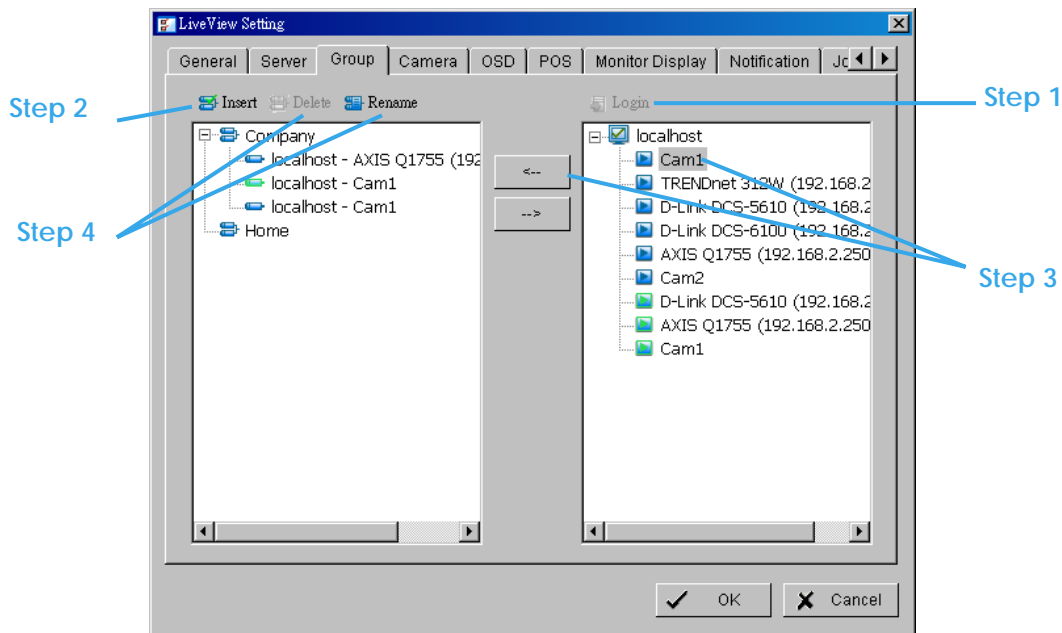 LiveView Setting
General Server Group Camera OSD POS Monitor Display Notification Jo
Step 2
Insert Delete Rename
Login
Step 1
Company
localhost - AXIS Q1755 (192
localhost - Cam1
localhost - Cam1
Home
Step 4
<--
-->
localhost
Cam1
TRENDnet 312W (192.168.2
D-Link DCS-5610 (192.168.2
D-Link DCS-6100 (192.168.2
AXIS Q1755 (192.168.2.250
Cam2
D-Link DCS-5610 (192.168.2
AXIS Q1755 (192.168.2.250
Cam1
Step 3
OK Cancel